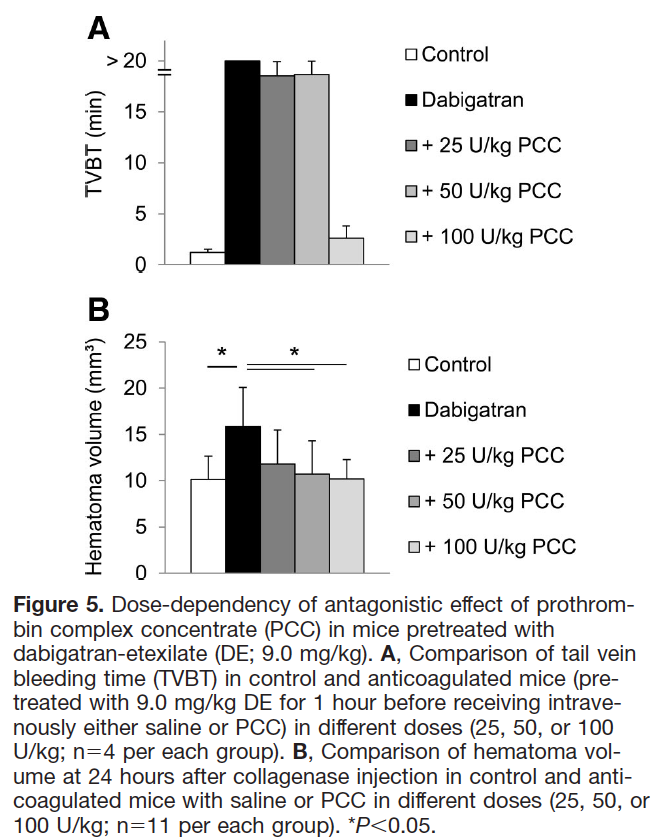 A
TVBT (min)
> 20
15
10
5
0
Control
Dabigatran
+ 25 U/kg PCC
+ 50 U/kg PCC
+ 100 U/kg PCC
B
Hematoma volume (mm³)
25
20
15
10
5
0
*
*
Control
Dabigatran
+ 25 U/kg PCC
+ 50 U/kg PCC
+ 100 U/kg PCC
Figure 5. Dose-dependency of antagonistic effect of prothrom-
bin complex concentrate (PCC) in mice pretreated with
dabigatran-etexilate (DE; 9.0 mg/kg). A, Comparison of tail vein
bleeding time (TVBT) in control and anticoagulated mice (pre-
treated with 9.0 mg/kg DE for 1 hour before receiving intrave-
nously either saline or PCC) in different doses (25, 50, or 100
U/kg; n=4 per each group). B, Comparison of hematoma vol-
ume at 24 hours after collagenase injection in control and anti-
coagulated mice with saline or PCC in different doses (25, 50, or
100 U/kg; n=11 per each group). *P<0.05.